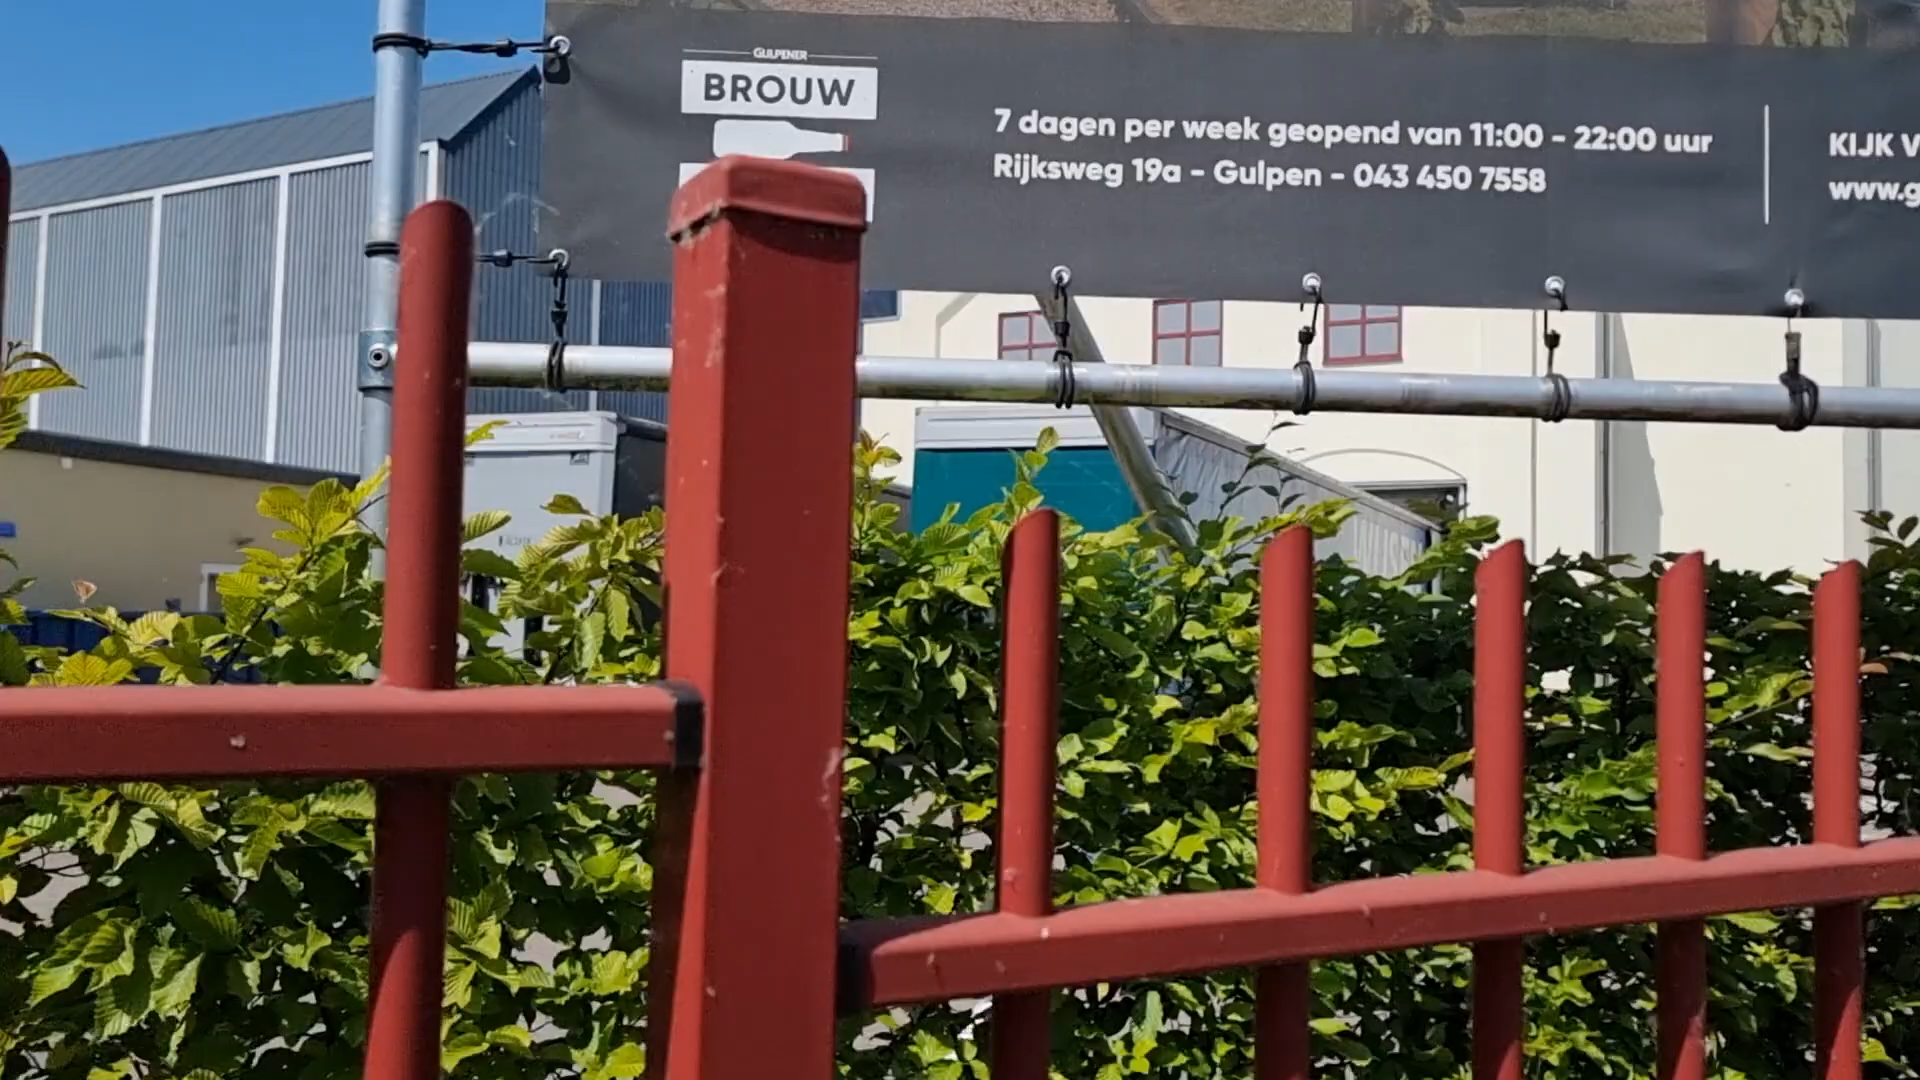 GULPENER
BROUW
7 dagen per week geopend van 11:00 - 22:00 uur
Rijksweg 19a - Gulpen - 043 450 7558
KIJK V
www.g